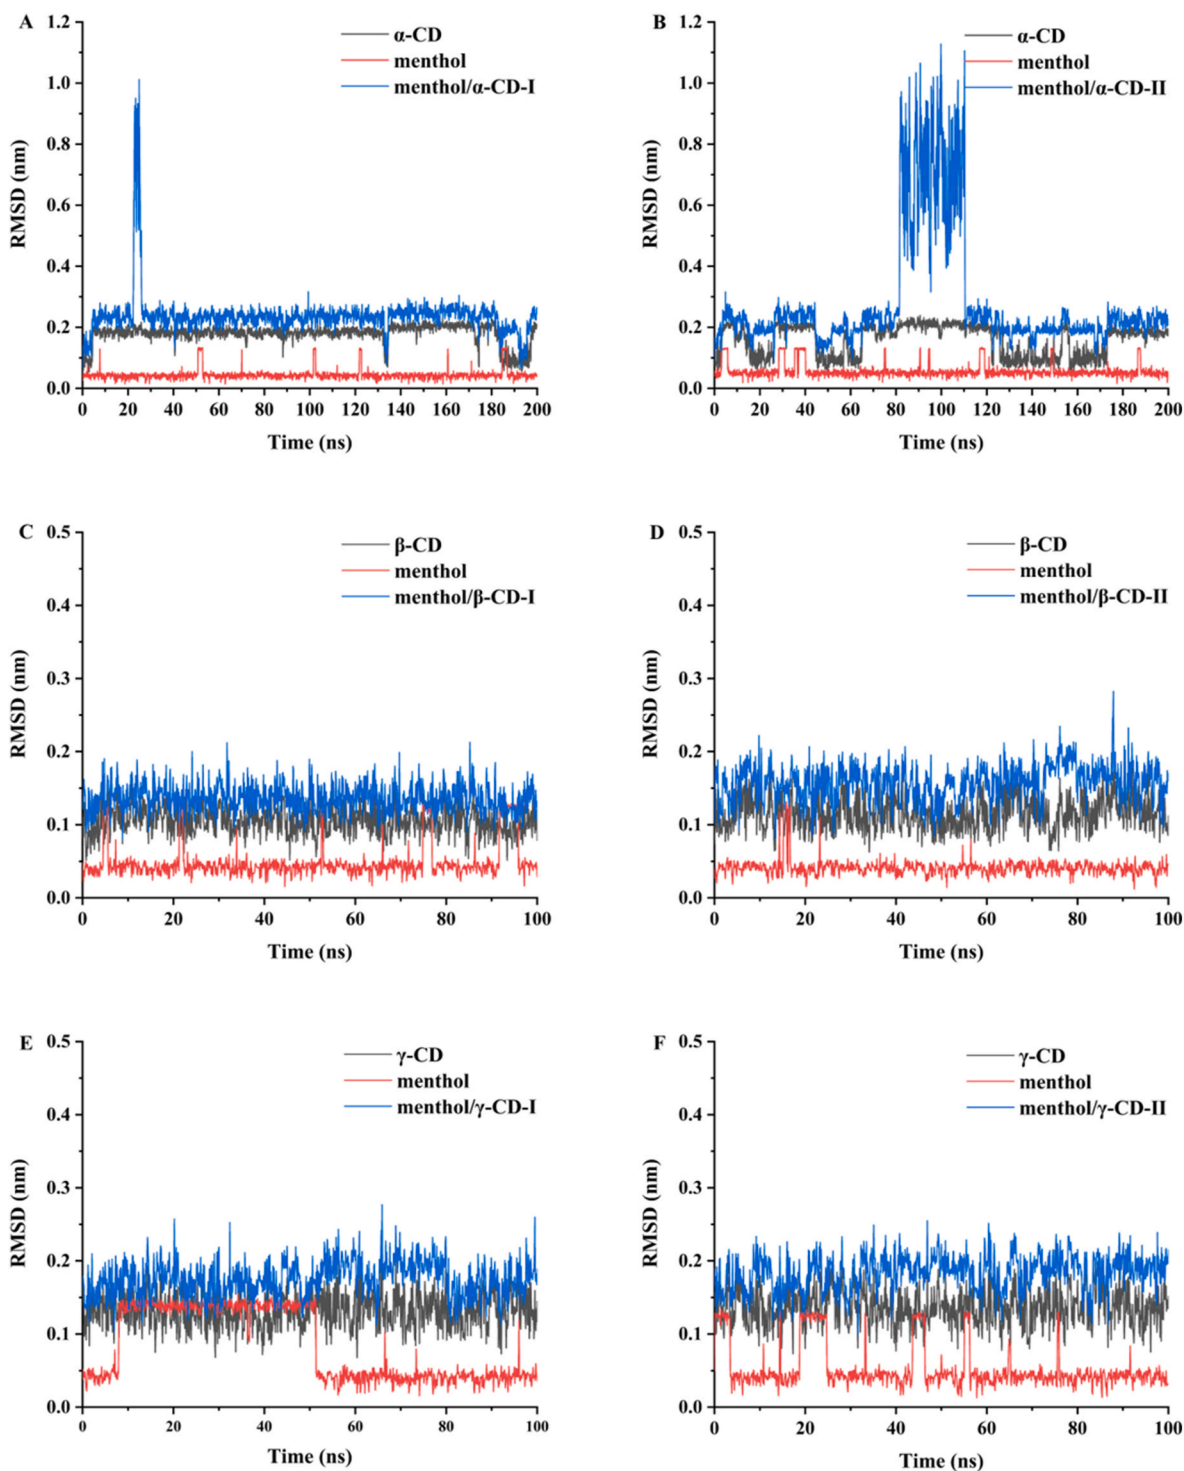 A
α-CD
menthol
menthol/α-CD-I
RMSD (nm)
1.2
1.0
0.8
0.6
0.4
0.2
0.0
0 20 40 60 80 100 120 140 160 180 200
Time (ns)
B
α-CD
menthol
menthol/α-CD-II
RMSD (nm)
1.2
1.0
0.8
0.6
0.4
0.2
0.0
0 20 40 60 80 100 120 140 160 180 200
Time (ns)
C
β-CD
menthol
menthol/β-CD-I
RMSD (nm)
0.5
0.4
0.3
0.2
0.1
0.0
0 20 40 60 80 100
Time (ns)
D
β-CD
menthol
menthol/β-CD-II
RMSD (nm)
0.5
0.4
0.3
0.2
0.1
0.0
0 20 40 60 80 100
Time (ns)
E
γ-CD
menthol
menthol/γ-CD-I
RMSD (nm)
0.5
0.4
0.3
0.2
0.1
0.0
0 20 40 60 80 100
Time (ns)
F
γ-CD
menthol
menthol/γ-CD-II
RMSD (nm)
0.5
0.4
0.3
0.2
0.1
0.0
0 20 40 60 80 100
Time (ns)